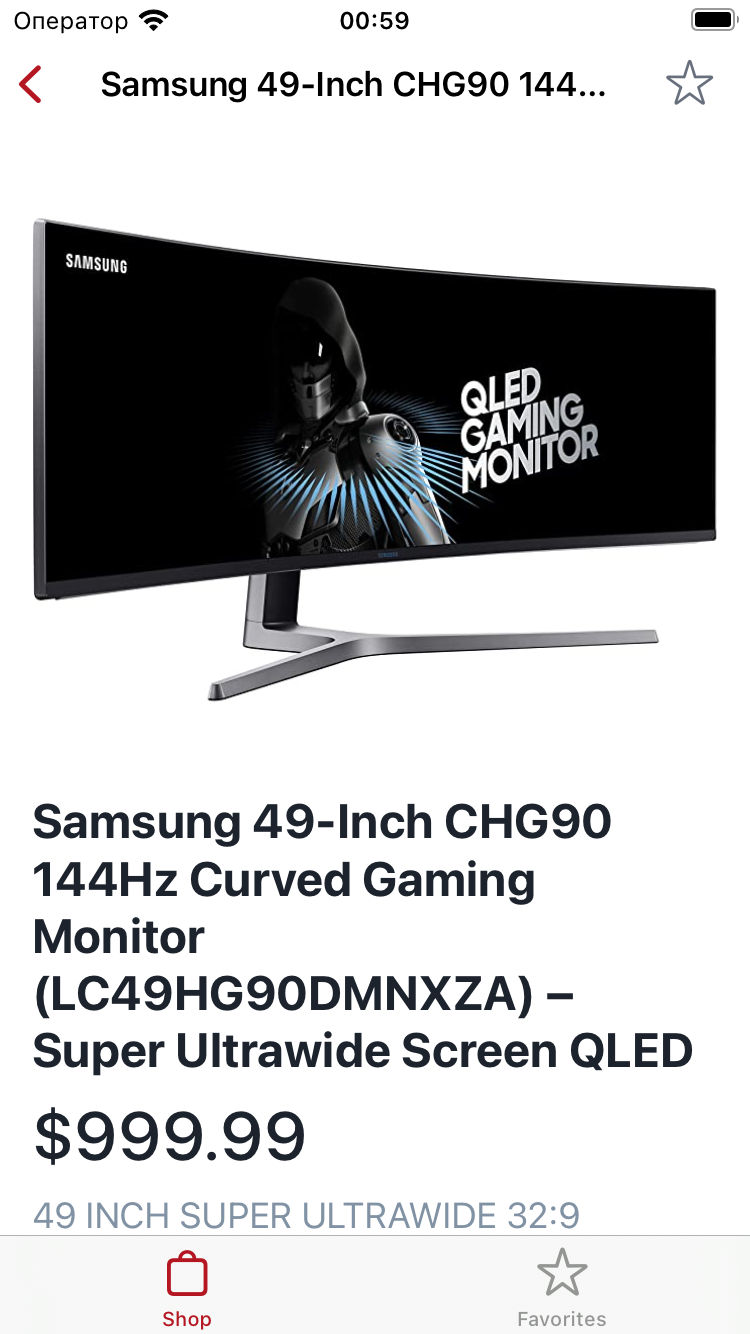 Оператор 00:59
Samsung 49-Inch CHG90 144...
SAMSUNG
QLED
GAMING
MONITOR
SAMSUNG
Samsung 49-Inch CHG90
144Hz Curved Gaming
Monitor
(LC49HG90DMNXZA) –
Super Ultrawide Screen QLED
$999.99
49 INCH SUPER ULTRAWIDE 32:9
Shop Favorites